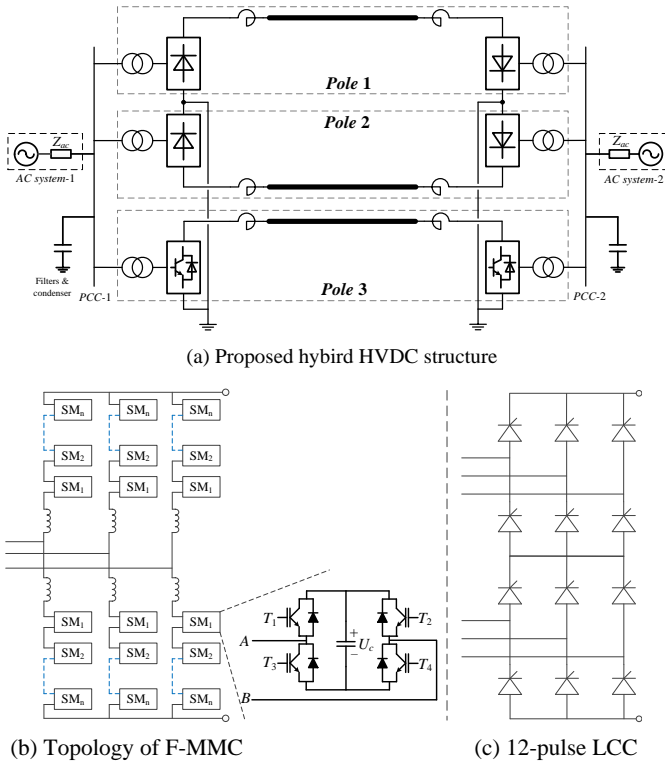 Pole 1
Pole 2
Z_ac
Z_ac
AC system-1
AC system-2
Filters &
condenser
Pole 3
PCC-1
PCC-2
(a) Proposed hybird HVDC structure
SM_n SM_n SM_n
SM_2 SM_2 SM_2
SM_1 SM_1 SM_1
SM_1 SM_1 SM_1
SM_2 SM_2 SM_2
SM_n SM_n SM_n
T_1 T_2
A + U_c −
T_3 T_4
B
(b) Topology of F-MMC
(c) 12-pulse LCC